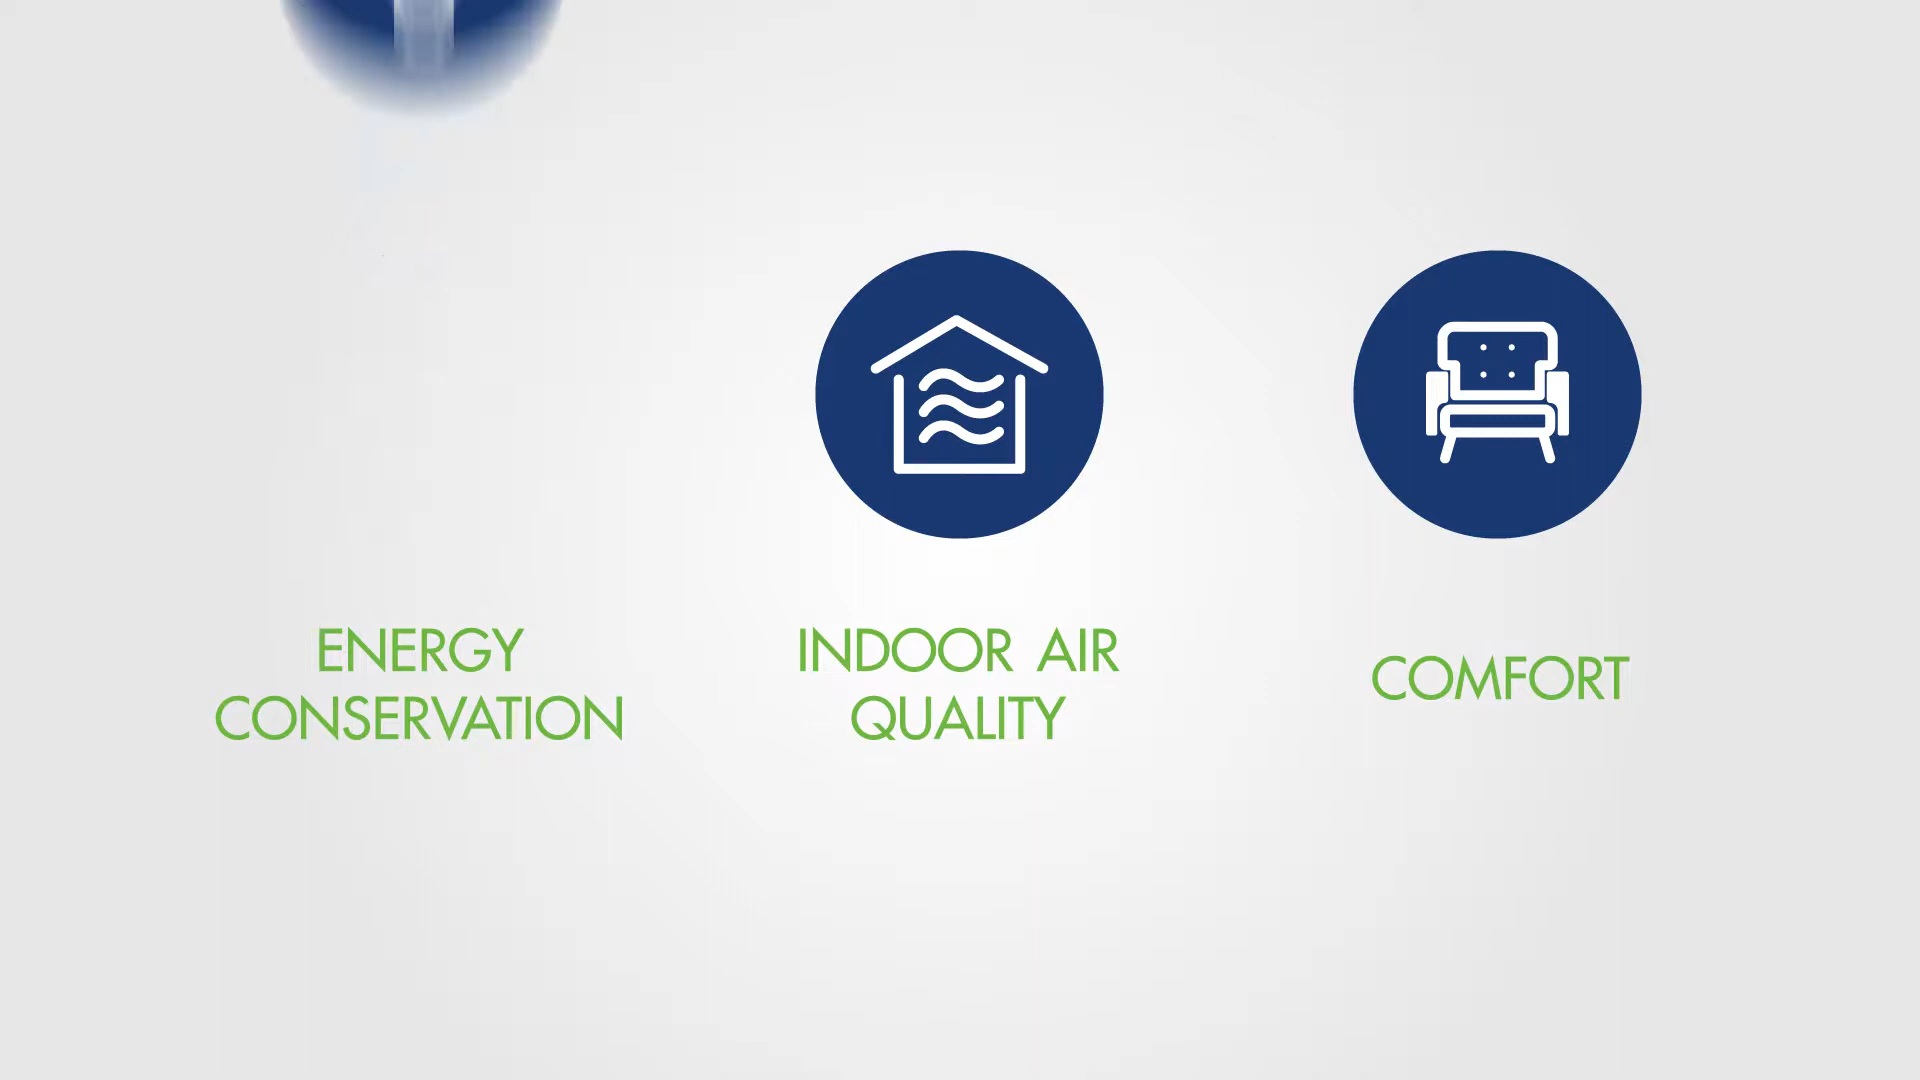 ENERGY
CONSERVATION
INDOOR AIR
QUALITY
COMFORT